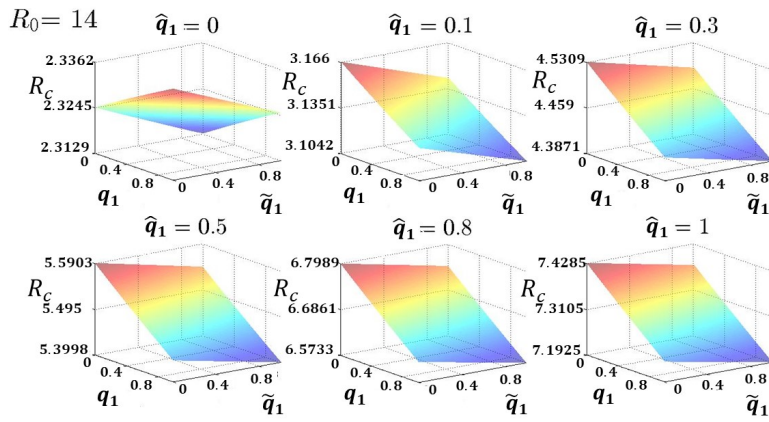 R₀ = 14
q̂₁ = 0
q̂₁ = 0.1
q̂₁ = 0.3
2.3362
R_c
2.3245
2.3129
0
0.4
0.8
q₁
0
0.4
0.8
q̃₁
3.166
R_c
3.1351
3.1042
0
0.4
0.8
q₁
0
0.4
0.8
q̃₁
4.5309
R_c
4.459
4.3871
0
0.4
0.8
q₁
0
0.4
0.8
q̃₁
q̂₁ = 0.5
q̂₁ = 0.8
q̂₁ = 1
5.5903
R_c
5.495
5.3998
0
0.4
0.8
q₁
0
0.4
0.8
q̃₁
6.7989
R_c
6.6861
6.5733
0
0.4
0.8
q₁
0
0.4
0.8
q̃₁
7.4285
R_c
7.3105
7.1925
0
0.4
0.8
q₁
0
0.4
0.8
q̃₁